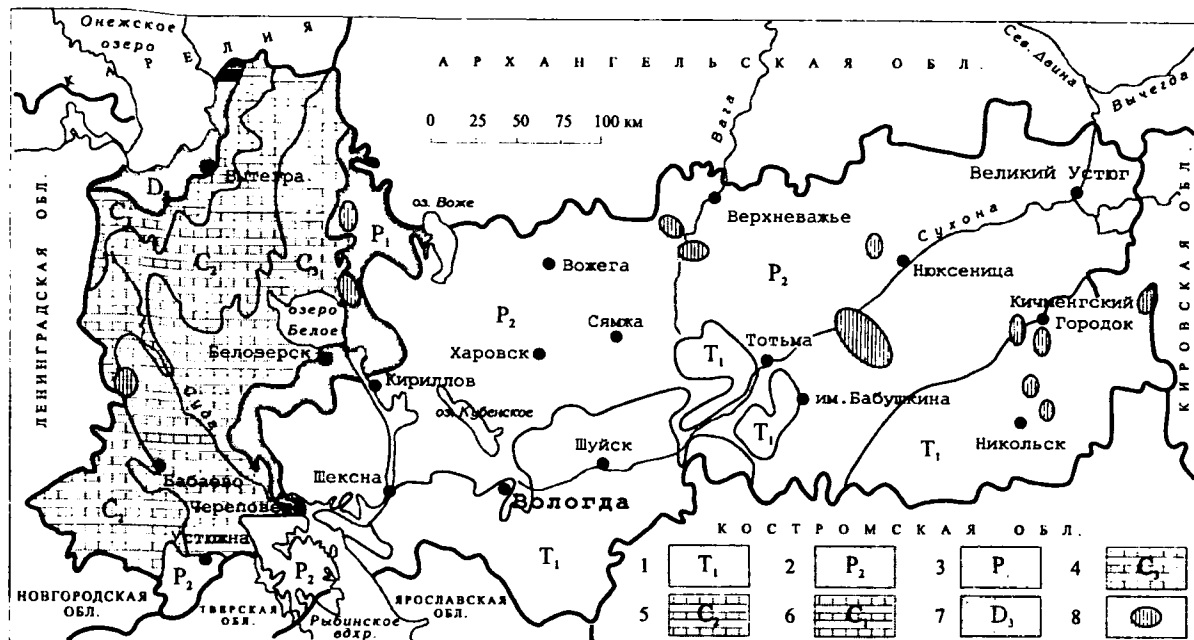 Онежское
озеро
КАРЕЛИЯ
АРХАНГЕЛЬСКАЯ ОБЛ.
Сев. Двина
Вычегда
Вага
0 25 50 75 100 км
ЛЕНИНГРАДСКАЯ ОБЛ.
Вытегра
D₃
C₁
C₂
C₃
P₁
оз. Воже
Верхневажье
Великий Устюг
Сухона
Вожега
P₂
Нюксеница
КИРОВСКАЯ ОБЛ.
озеро
Белое
P₂
Сямжа
Кичменгский
Городок
Белозерск
Харовск
T₁
Тотьма
Кириллов
Суда
оз. Кубенское
T₁
им. Бабушкина
Шуйск
T₁
Никольск
Бабаево
Шексна
Вологда
C₂
Череповец
Устюжна
P₂
P₂
T₁
КОСТРОМСКАЯ ОБЛ.
НОВГОРОДСКАЯ
ОБЛ.
ТВЕРСКАЯ
ОБЛ.
Рыбинское
вдхр.
ЯРОСЛАВСКАЯ
ОБЛ.
1 T₁ 2 P₂ 3 P 4 C₃
5 C₂ 6 C₁ 7 D₃ 8